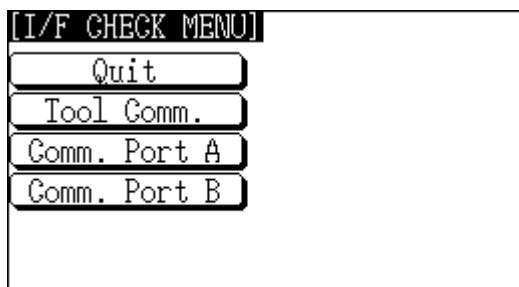 [I/F CHECK MENU]
Quit
Tool Comm.
Comm. Port A
Comm. Port B